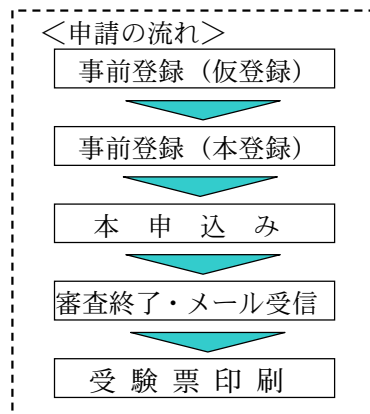 ＜申請の流れ＞
事前登録（仮登録）
事前登録（本登録）
本 申 込 み
審査終了・メール受信
受 験 票 印 刷